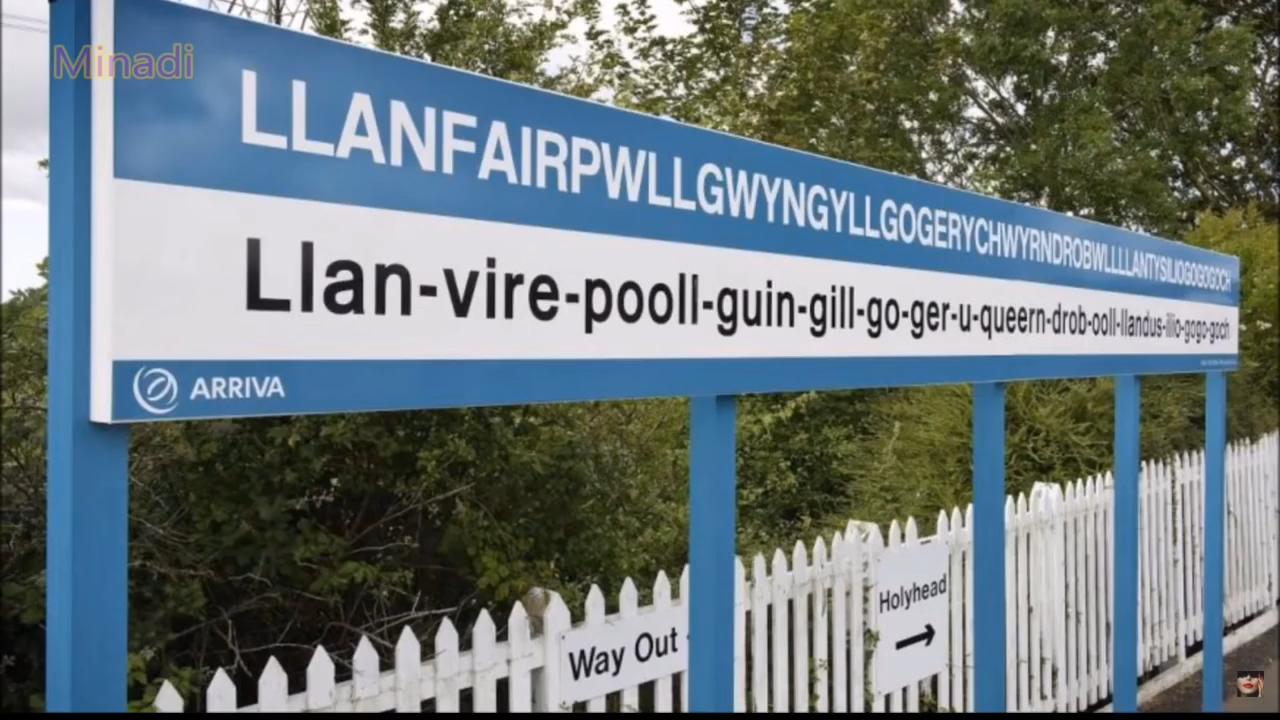 Minadi
LLANFAIRPWLLGWYNGYLLGOGERYCHWYRNDROBWLLLLANTYSILIOGOGOGOCH
Llan-vire-pooll-guin-gill-go-ger-u-queern-drob-ooll-llandus-ilio-gogo-goch
ARRIVA
Way Out
Holyhead